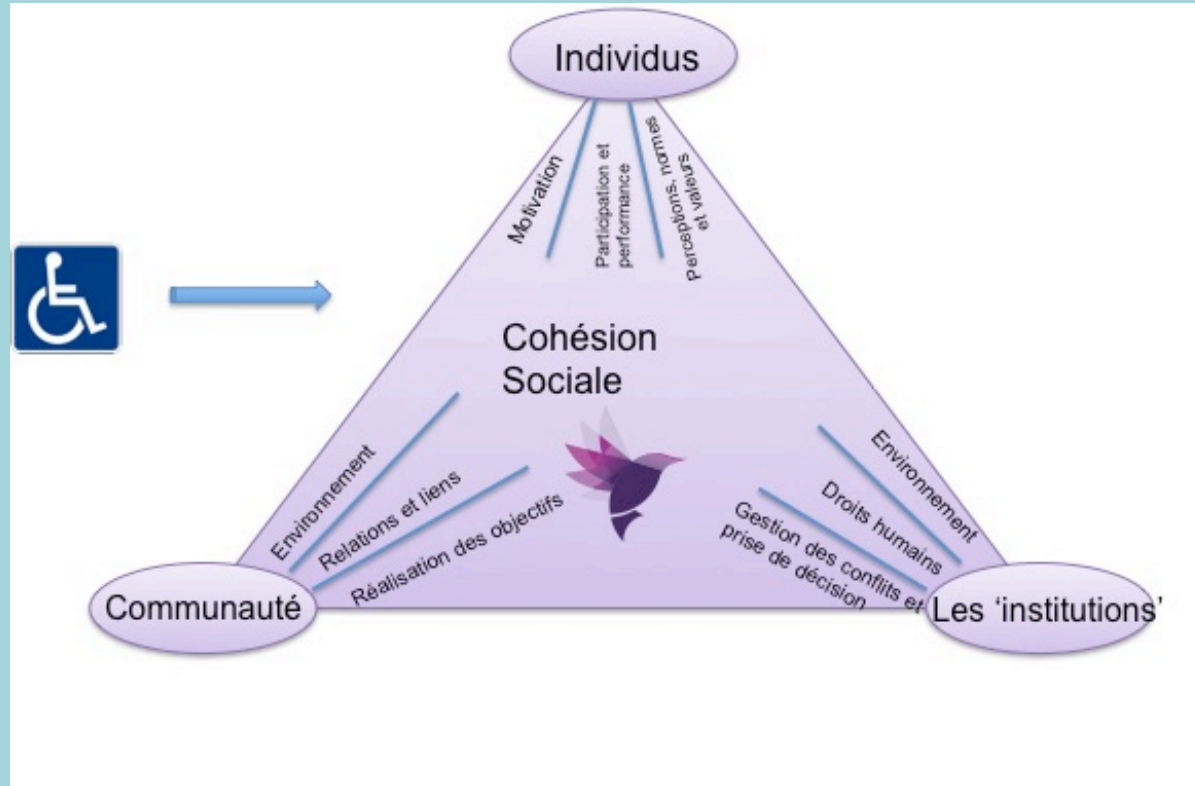 Individus
Motivation
Participation et
performance
Perceptions, normes
et valeurs
Cohésion
Sociale
Environnement
Relations et liens
Réalisation des objectifs
Environnement
Droits humains
Gestion des conflits et
prise de décision
Communauté
Les ‘institutions’